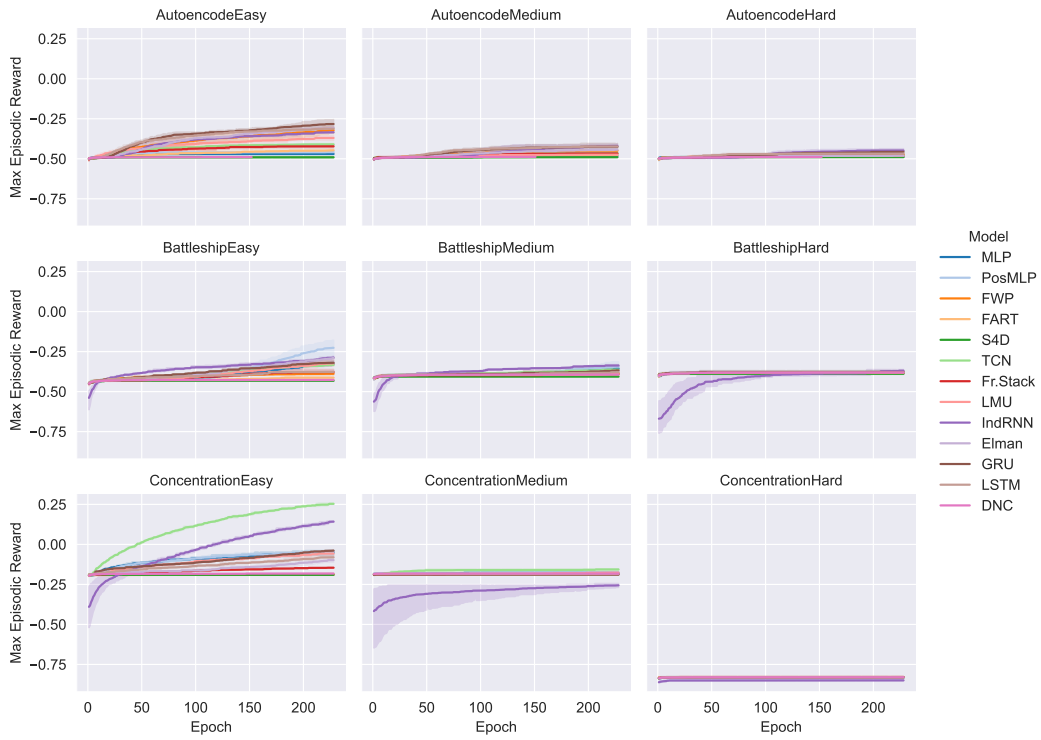 AutoencodeEasy
AutoencodeMedium
AutoencodeHard
Max Episodic Reward
0.25
0.00
−0.25
−0.50
−0.75
BattleshipEasy
BattleshipMedium
BattleshipHard
Max Episodic Reward
0.25
0.00
−0.25
−0.50
−0.75
ConcentrationEasy
ConcentrationMedium
ConcentrationHard
Max Episodic Reward
0.25
0.00
−0.25
−0.50
−0.75
0 50 100 150 200
0 50 100 150 200
0 50 100 150 200
Epoch
Epoch
Epoch
Model
MLP
PosMLP
FWP
FART
S4D
TCN
Fr.Stack
LMU
IndRNN
Elman
GRU
LSTM
DNC